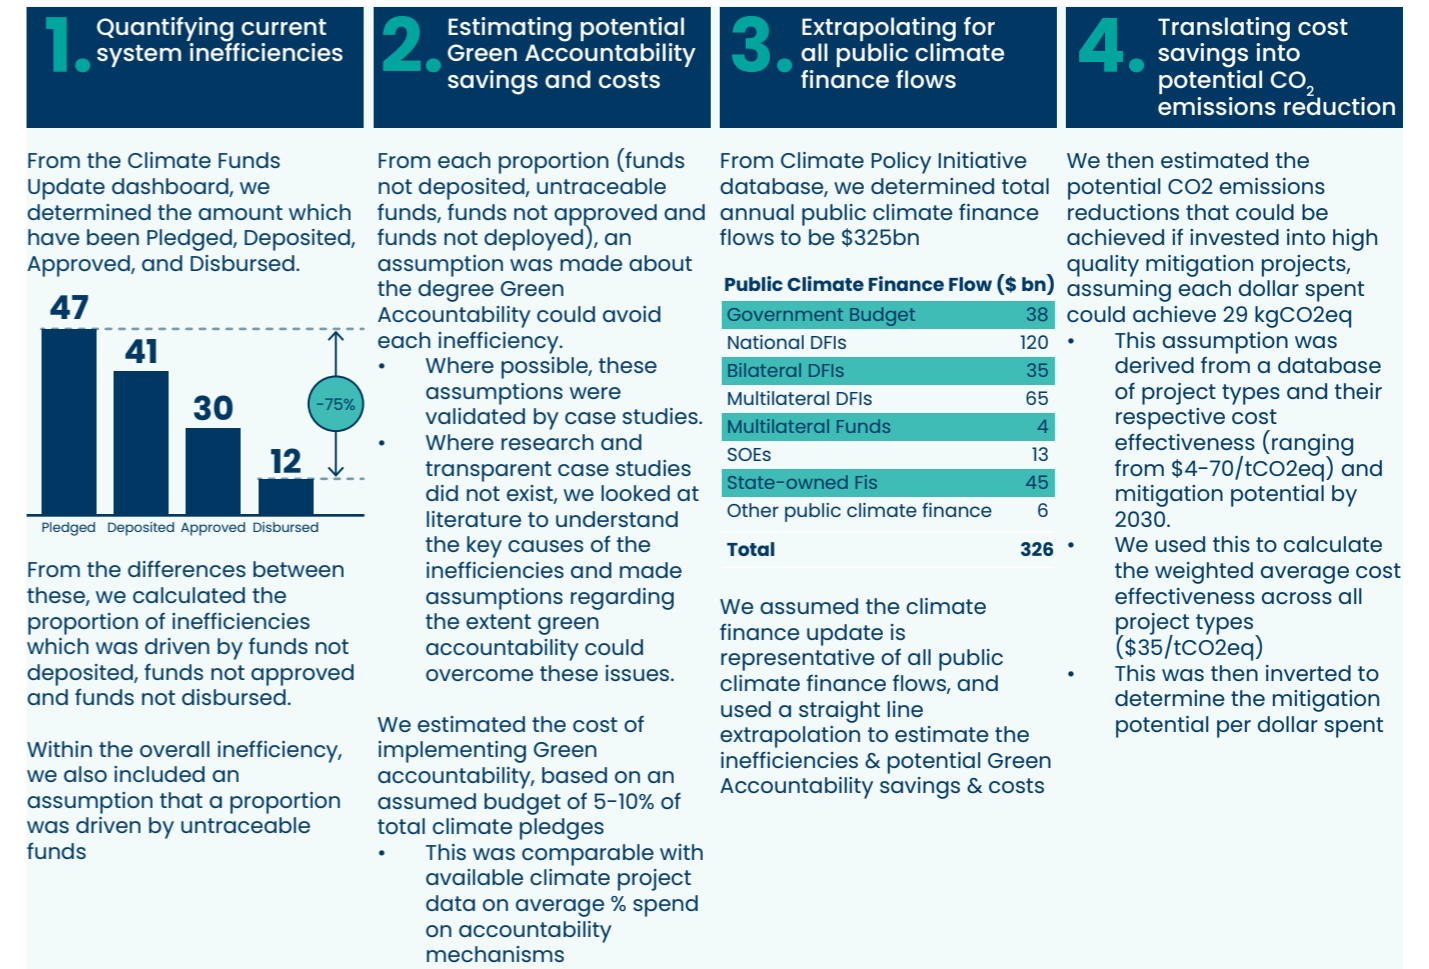 1.
Quantifying current
system inefficiencies
From the Climate Funds
Update dashboard, we
determined the amount which
have been Pledged, Deposited,
Approved, and Disbursed.
47
41
30
12
-75%
Pledged Deposited Approved Disbursed
From the differences between
these, we calculated the
proportion of inefficiencies
which was driven by funds not
deposited, funds not approved
and funds not disbursed.
Within the overall inefficiency,
we also included an
assumption that a proportion
was driven by untraceable
funds
2.
Estimating potential
Green Accountability
savings and costs
From each proportion (funds
not deposited, untraceable
funds, funds not approved and
funds not deployed), an
assumption was made about
the degree Green
Accountability could avoid
each inefficiency.
• Where possible, these
assumptions were
validated by case studies.
• Where research and
transparent case studies
did not exist, we looked at
literature to understand
the key causes of the
inefficiencies and made
assumptions regarding
the extent green
accountability could
overcome these issues.
We estimated the cost of
implementing Green
accountability, based on an
assumed budget of 5-10% of
total climate pledges
• This was comparable with
available climate project
data on average % spend
on accountability
mechanisms
3.
Extrapolating for
all public climate
finance flows
From Climate Policy Initiative
database, we determined total
annual public climate finance
flows to be $325bn
Public Climate Finance Flow ($ bn)
Government Budget 38
National DFIs 120
Bilateral DFIs 35
Multilateral DFIs 65
Multilateral Funds 4
SOEs 13
State-owned Fis 45
Other public climate finance 6
Total 326
We assumed the climate
finance update is
representative of all public
climate finance flows, and
used a straight line
extrapolation to estimate the
inefficiencies & potential Green
Accountability savings & costs
4.
Translating cost
savings into
potential CO₂
emissions reduction
We then estimated the
potential CO2 emissions
reductions that could be
achieved if invested into high
quality mitigation projects,
assuming each dollar spent
could achieve 29 kgCO2eq
• This assumption was
derived from a database
of project types and their
respective cost
effectiveness (ranging
from $4-70/tCO2eq) and
mitigation potential by
2030.
• We used this to calculate
the weighted average cost
effectiveness across all
project types
($35/tCO2eq)
• This was then inverted to
determine the mitigation
potential per dollar spent